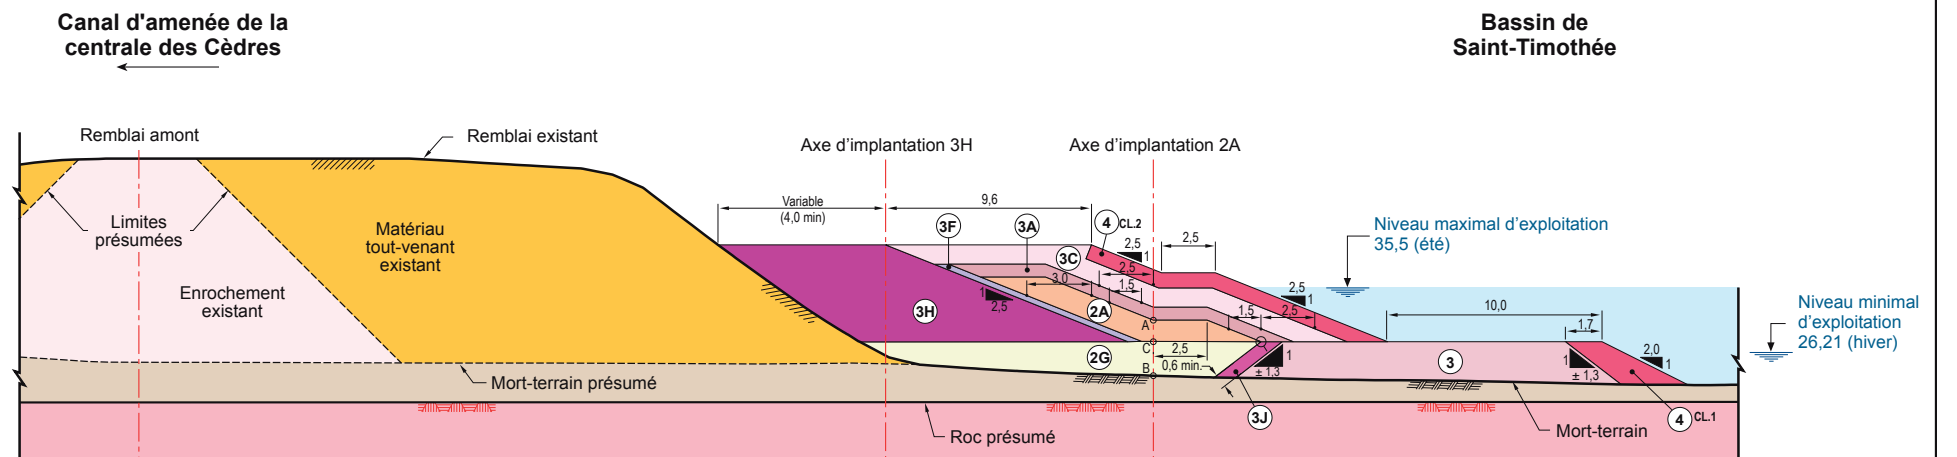 Canal d'amenée de la
centrale des Cèdres
Bassin de
Saint-Timothée
Remblai amont
Remblai existant
Axe d'implantation 3H
Axe d'implantation 2A
Variable
(4,0 min)
9,6
Limites
présumées
Matériau
tout-venant
existant
Enrochement
existant
3F
3A
4 CL.2
2,5
1
2,5
3C
2,5
3,0
1,5
1
2,5
3H
2A
A
C
B
2G
2,5
0,6 min.
1,5
2,5
2,5
1
Niveau maximal d'exploitation
35,5 (été)
10,0
1,7
Niveau minimal
d'exploitation
26,21 (hiver)
1
± 1,3
3
1
± 1,3
2,0
1
Mort-terrain présumé
3J
4 CL.1
Roc présumé
Mort-terrain